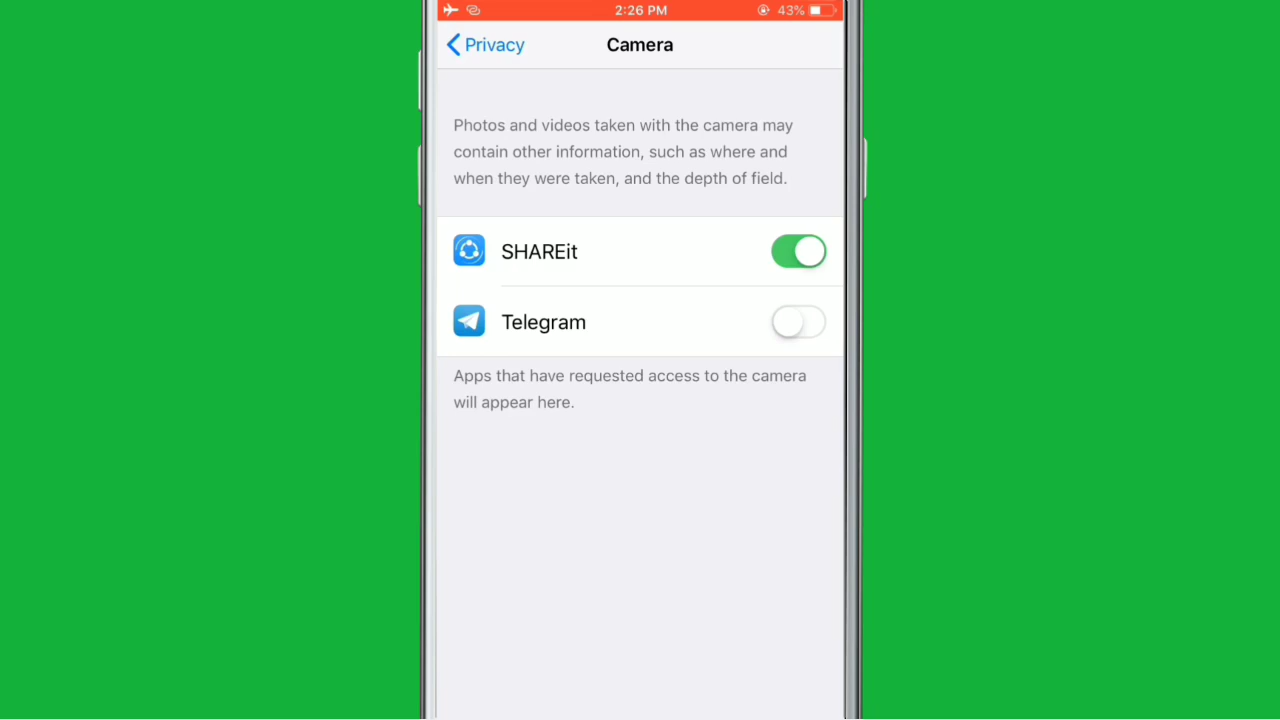 2:26 PM 43%
Privacy Camera
Photos and videos taken with the camera may
contain other information, such as where and
when they were taken, and the depth of field.
SHAREit
Telegram
Apps that have requested access to the camera
will appear here.